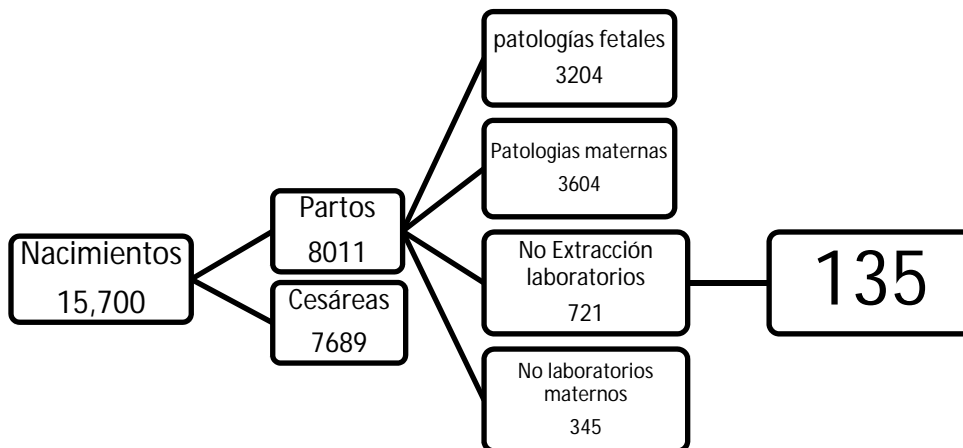 Nacimientos
15,700
Partos
8011
Cesáreas
7689
patologías fetales
3204
Patologias maternas
3604
No Extracción
laboratorios
721
No laboratorios
maternos
345
135